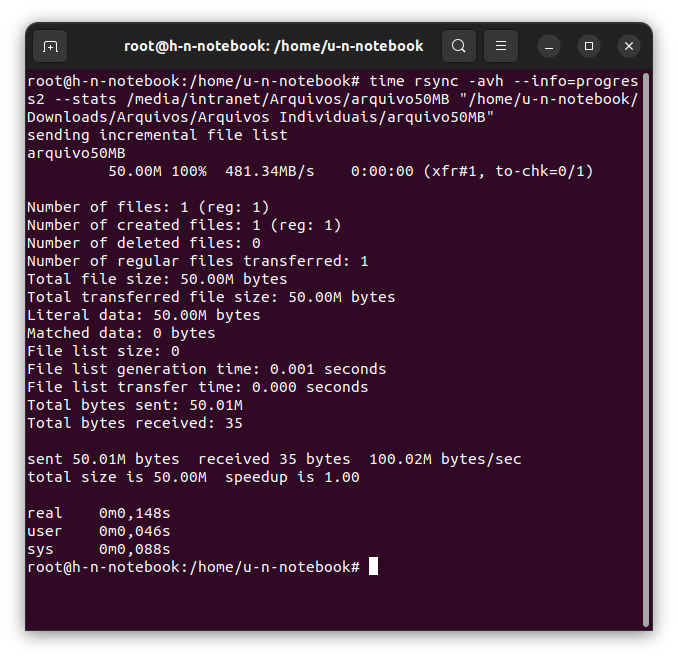 root@h-n-notebook: /home/u-n-notebook
root@h-n-notebook:/home/u-n-notebook# time rsync -avh --info=progres
s2 --stats /media/intranet/Arquivos/arquivo50MB "/home/u-n-notebook/
Downloads/Arquivos/Arquivos Individuais/arquivo50MB"
sending incremental file list
arquivo50MB
         50.00M 100%  481.34MB/s    0:00:00 (xfr#1, to-chk=0/1)

Number of files: 1 (reg: 1)
Number of created files: 1 (reg: 1)
Number of deleted files: 0
Number of regular files transferred: 1
Total file size: 50.00M bytes
Total transferred file size: 50.00M bytes
Literal data: 50.00M bytes
Matched data: 0 bytes
File list size: 0
File list generation time: 0.001 seconds
File list transfer time: 0.000 seconds
Total bytes sent: 50.01M
Total bytes received: 35

sent 50.01M bytes  received 35 bytes  100.02M bytes/sec
total size is 50.00M  speedup is 1.00

real    0m0,148s
user    0m0,046s
sys     0m0,088s
root@h-n-notebook:/home/u-n-notebook#